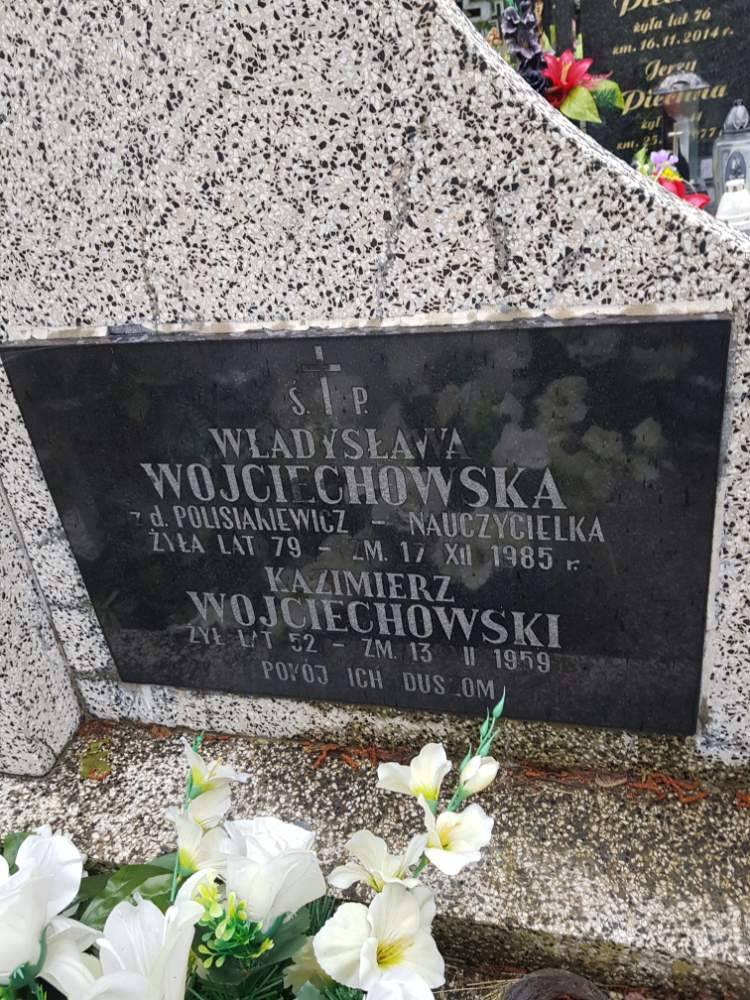 żyła lat 76
zm. 16.11.2014 r.
Jerzy
Ś. P.
WŁADYSŁAWA
WOJCIECHOWSKA
z d. POLISIAKIEWICZ – NAUCZYCIELKA
ŻYŁA LAT 79 – ZM. 17 XII 1985 r.
KAZIMIERZ
WOJCIECHOWSKI
ŻYŁ LAT 52 – ZM. 13 II 1959
POKÓJ ICH DUSZOM